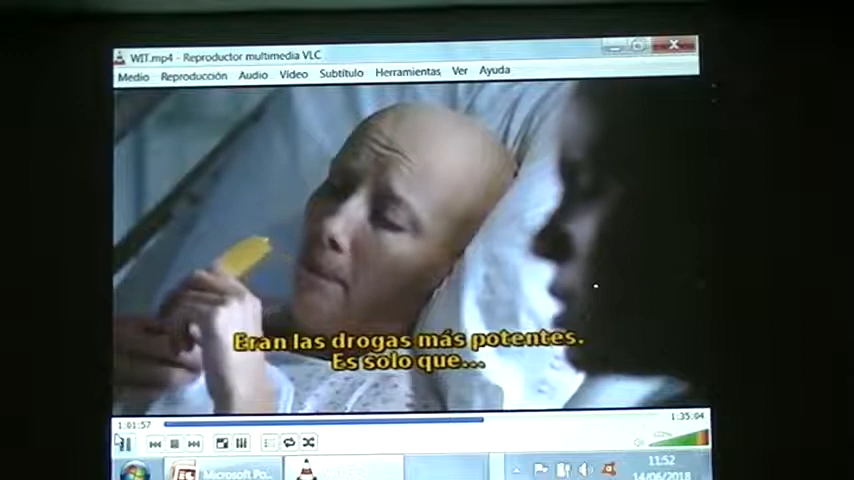 WIT.mp4 - Reproductor multimedia VLC
Medio Reproducción Audio Vídeo Subtítulo Herramientas Ver Ayuda
Eran las drogas más potentes.
Es solo que...
1:01:57
1:35:04
Microsoft Po...
11:52
14/06/2018